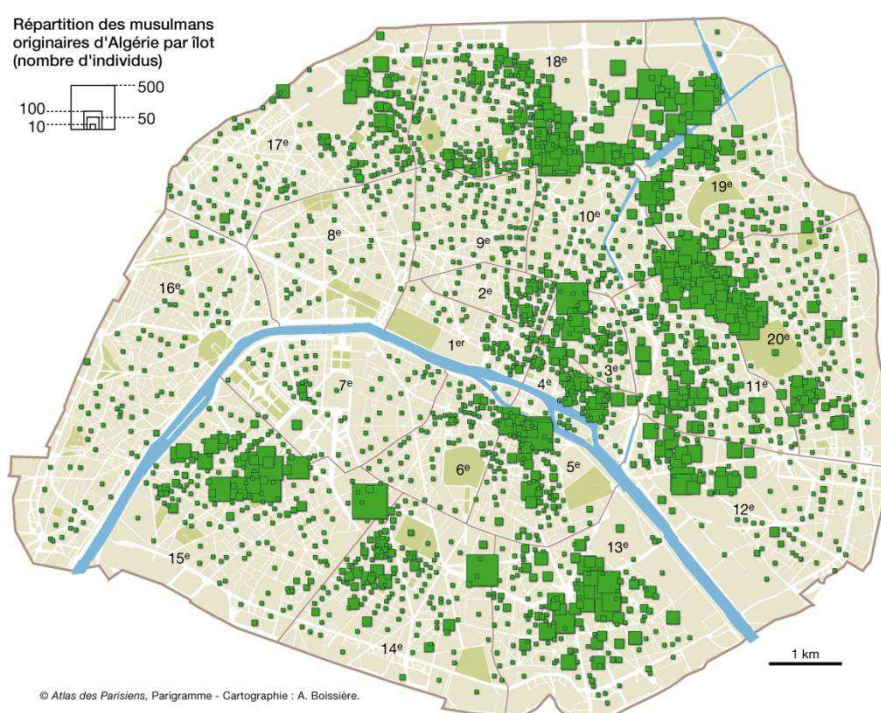 Répartition des musulmans
originaires d'Algérie par îlot
(nombre d'individus)
500
100
50
10
18e
17e
19e
10e
8e
9e
16e
2e
1er
20e
3e
7e
4e
11e
6e
5e
12e
13e
15e
14e
1 km
© Atlas des Parisiens, Parigramme - Cartographie : A. Boissière.